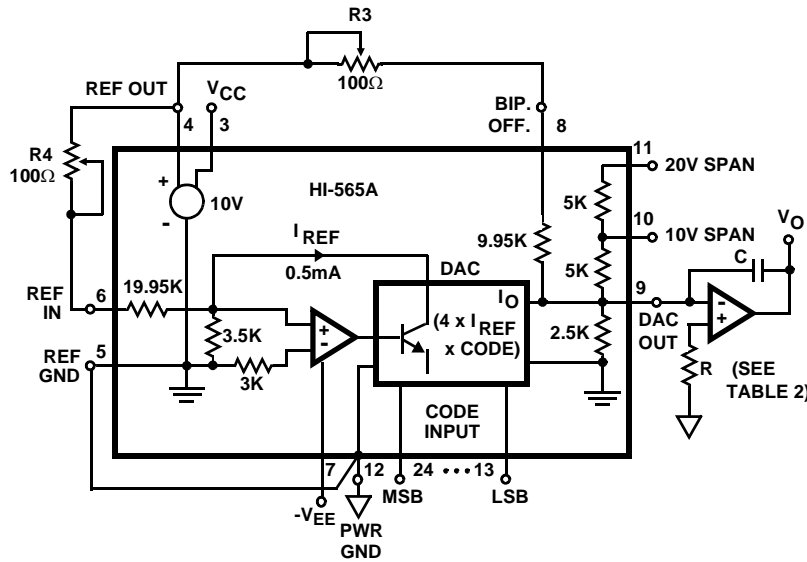 R3
100Ω
REF OUT
VCC
4
3
BIP.
OFF.
8
R4
100Ω
11
20V SPAN
HI-565A
+
-
10V
5K
10
10V SPAN
VO
IREF
0.5mA
9.95K
5K
C
DAC
6
19.95K
REF
IN
IO
9
DAC
OUT
-
+
3.5K
+
-
(4 x IREF
x CODE)
2.5K
5
REF
GND
3K
R
(SEE
TABLE 2)
CODE
INPUT
7
12
24
13
-VEE
PWR
GND
MSB
LSB